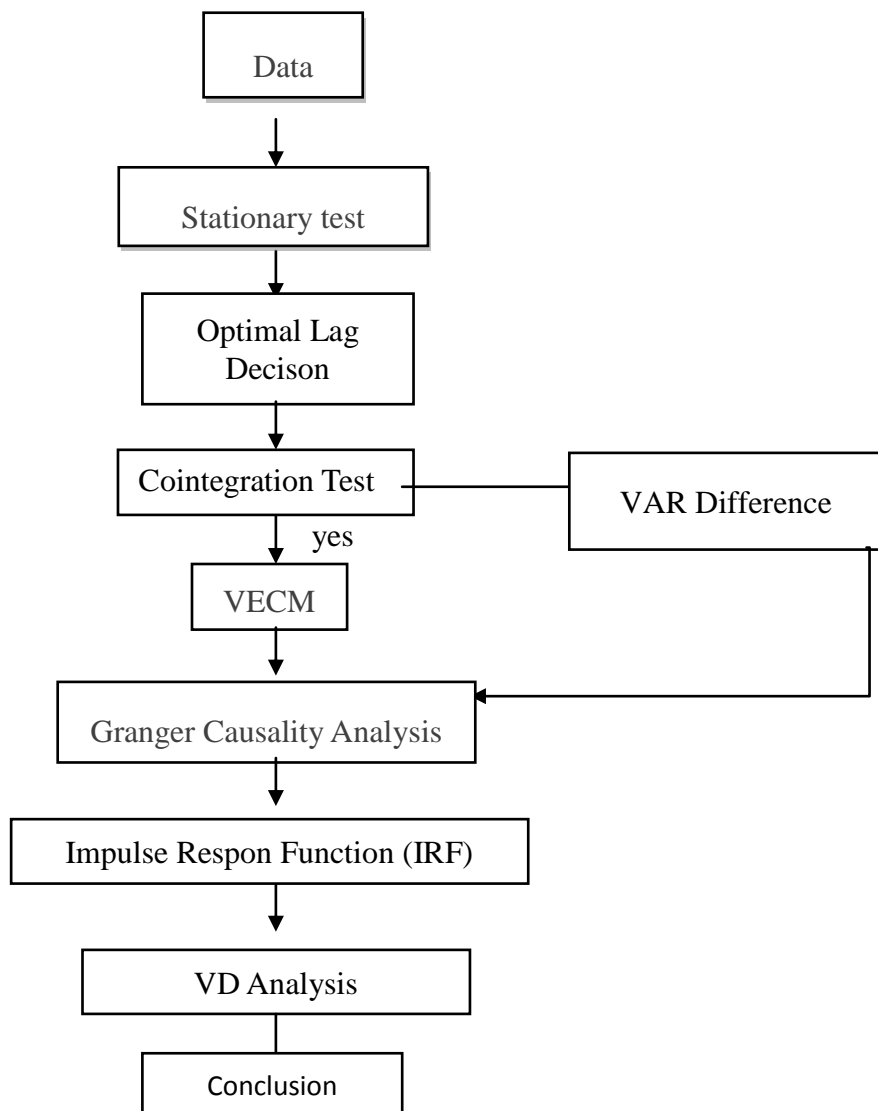 Data
Stationary test
Optimal Lag
Decison
Cointegration Test
VAR Difference
yes
VECM
Granger Causality Analysis
Impulse Respon Function (IRF)
VD Analysis
Conclusion